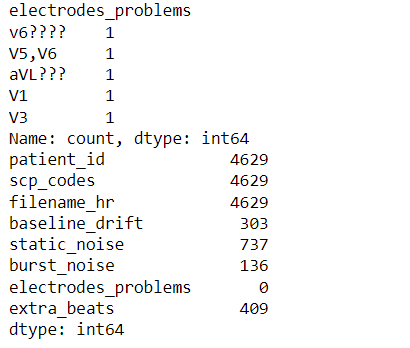 electrodes_problems
v6????    1
V5,V6     1
aVL???    1
V1        1
V3        1
Name: count, dtype: int64
patient_id             4629
scp_codes              4629
filename_hr            4629
baseline_drift          303
static_noise            737
burst_noise             136
electrodes_problems       0
extra_beats             409
dtype: int64